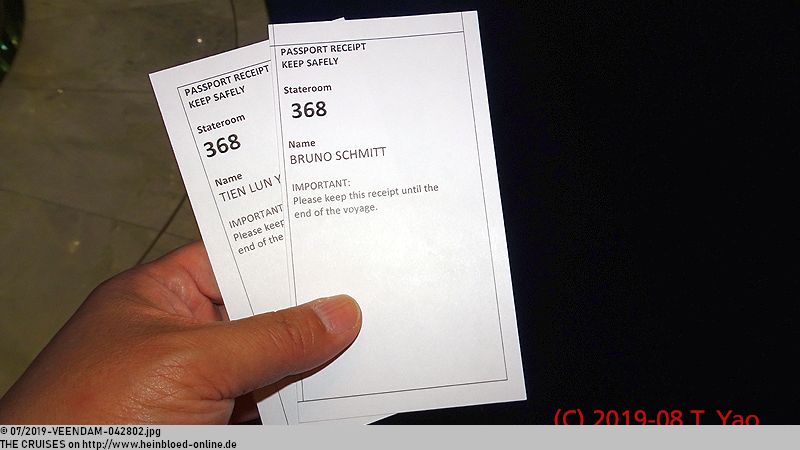 PASSPORT RECEIPT
KEEP SAFELY
Stateroom
368
Name
TIEN LUN Y
IMPORTANT
Please keep
end of the
PASSPORT RECEIPT
KEEP SAFELY
Stateroom
368
Name
BRUNO SCHMITT
IMPORTANT:
Please keep this receipt until the
end of the voyage.
(C) 2019-08 T. Yao
© 07/2019-VEENDAM-042802.jpg
THE CRUISES on http://www.heinbloed-online.de